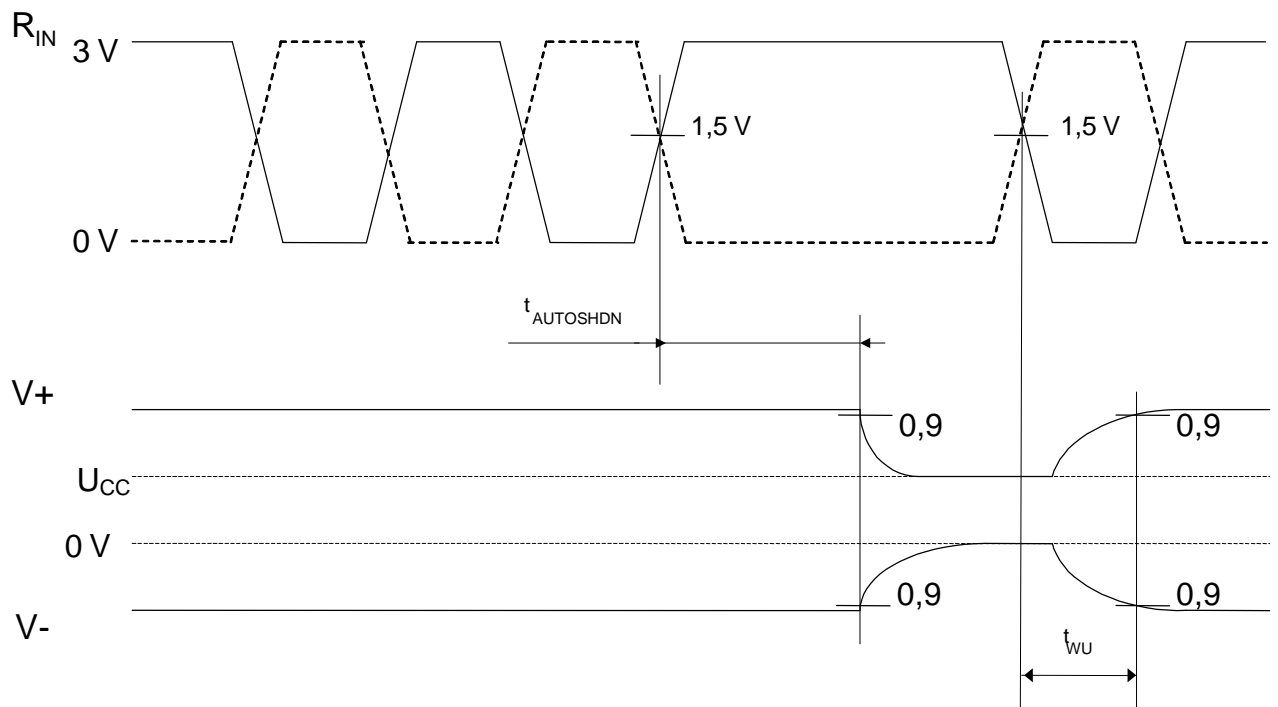 R_IN
3 V
1,5 V
1,5 V
0 V
t_AUTOSHDN
V+
0,9
0,9
U_CC
0 V
0,9
0,9
V-
t_WU